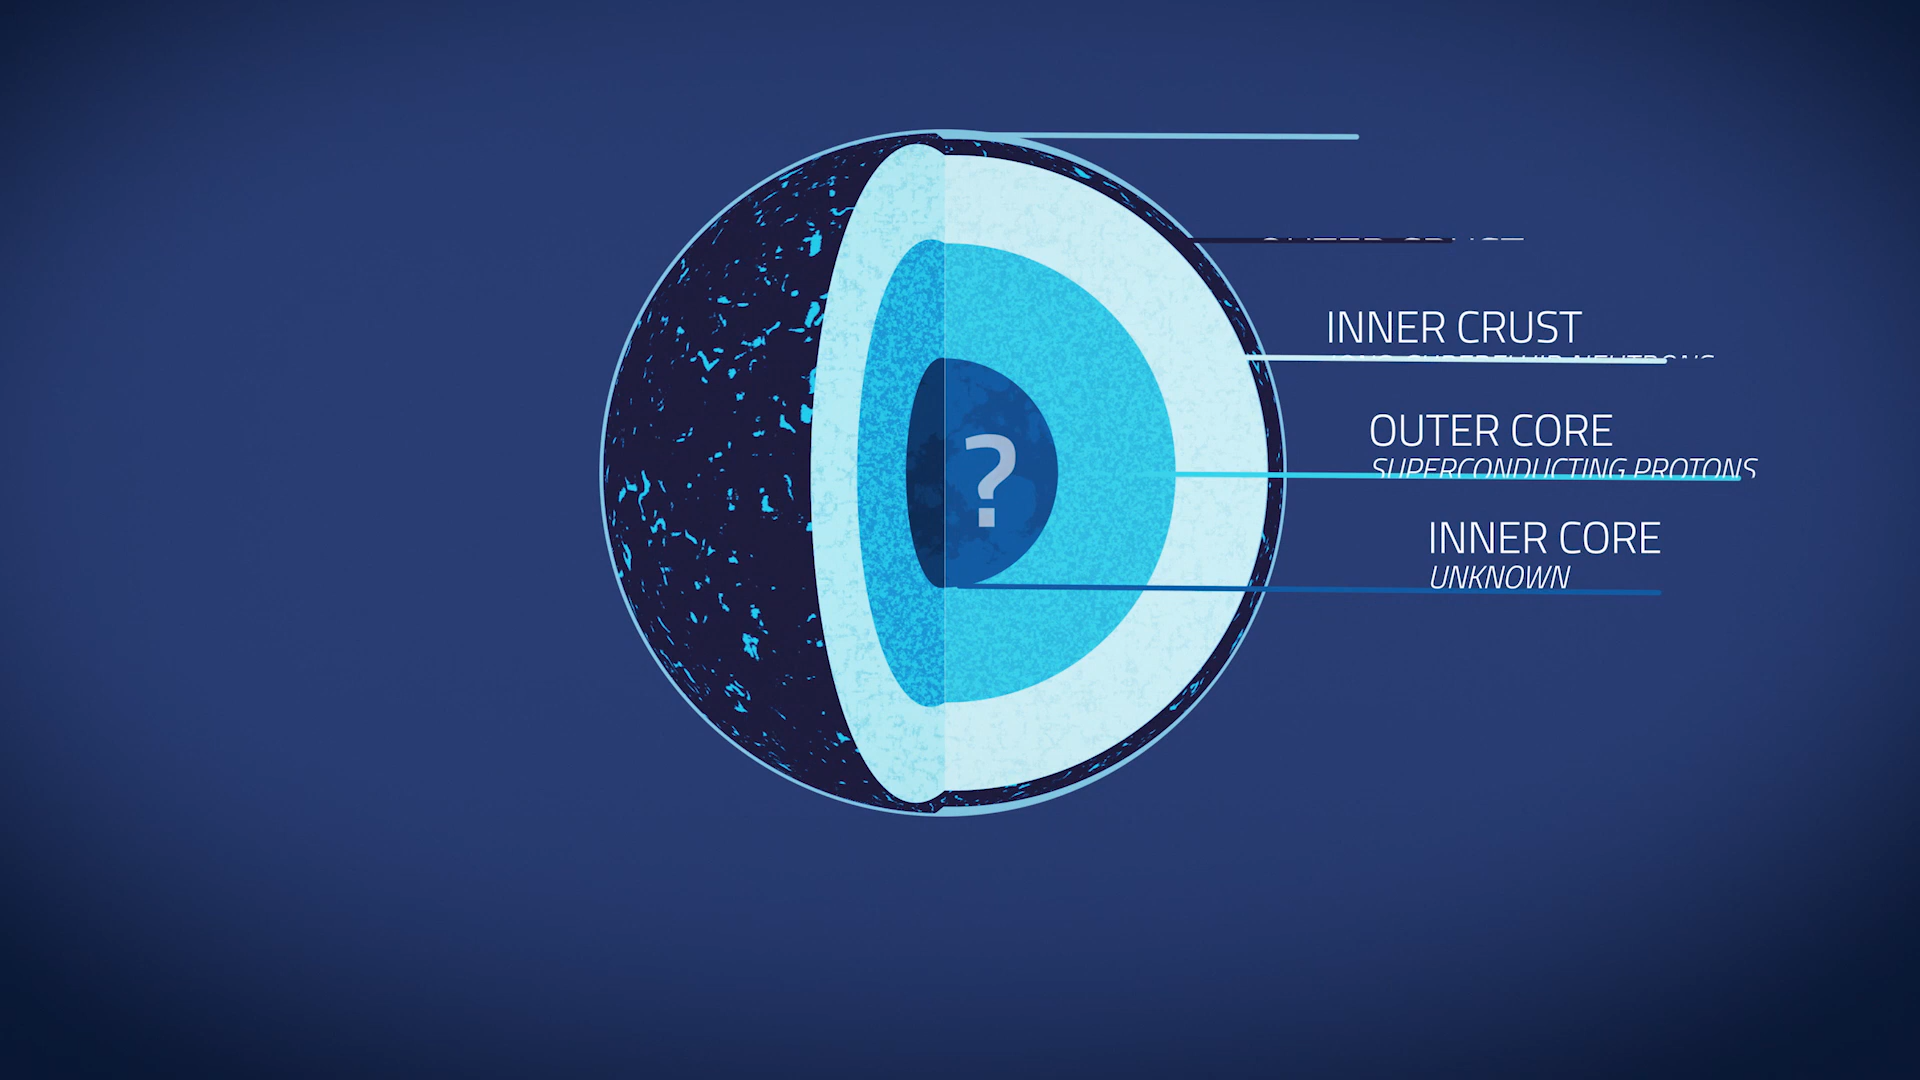 INNER CRUST
OUTER CORE
SUPERCONDUCTING PROTONS
?
INNER CORE
UNKNOWN